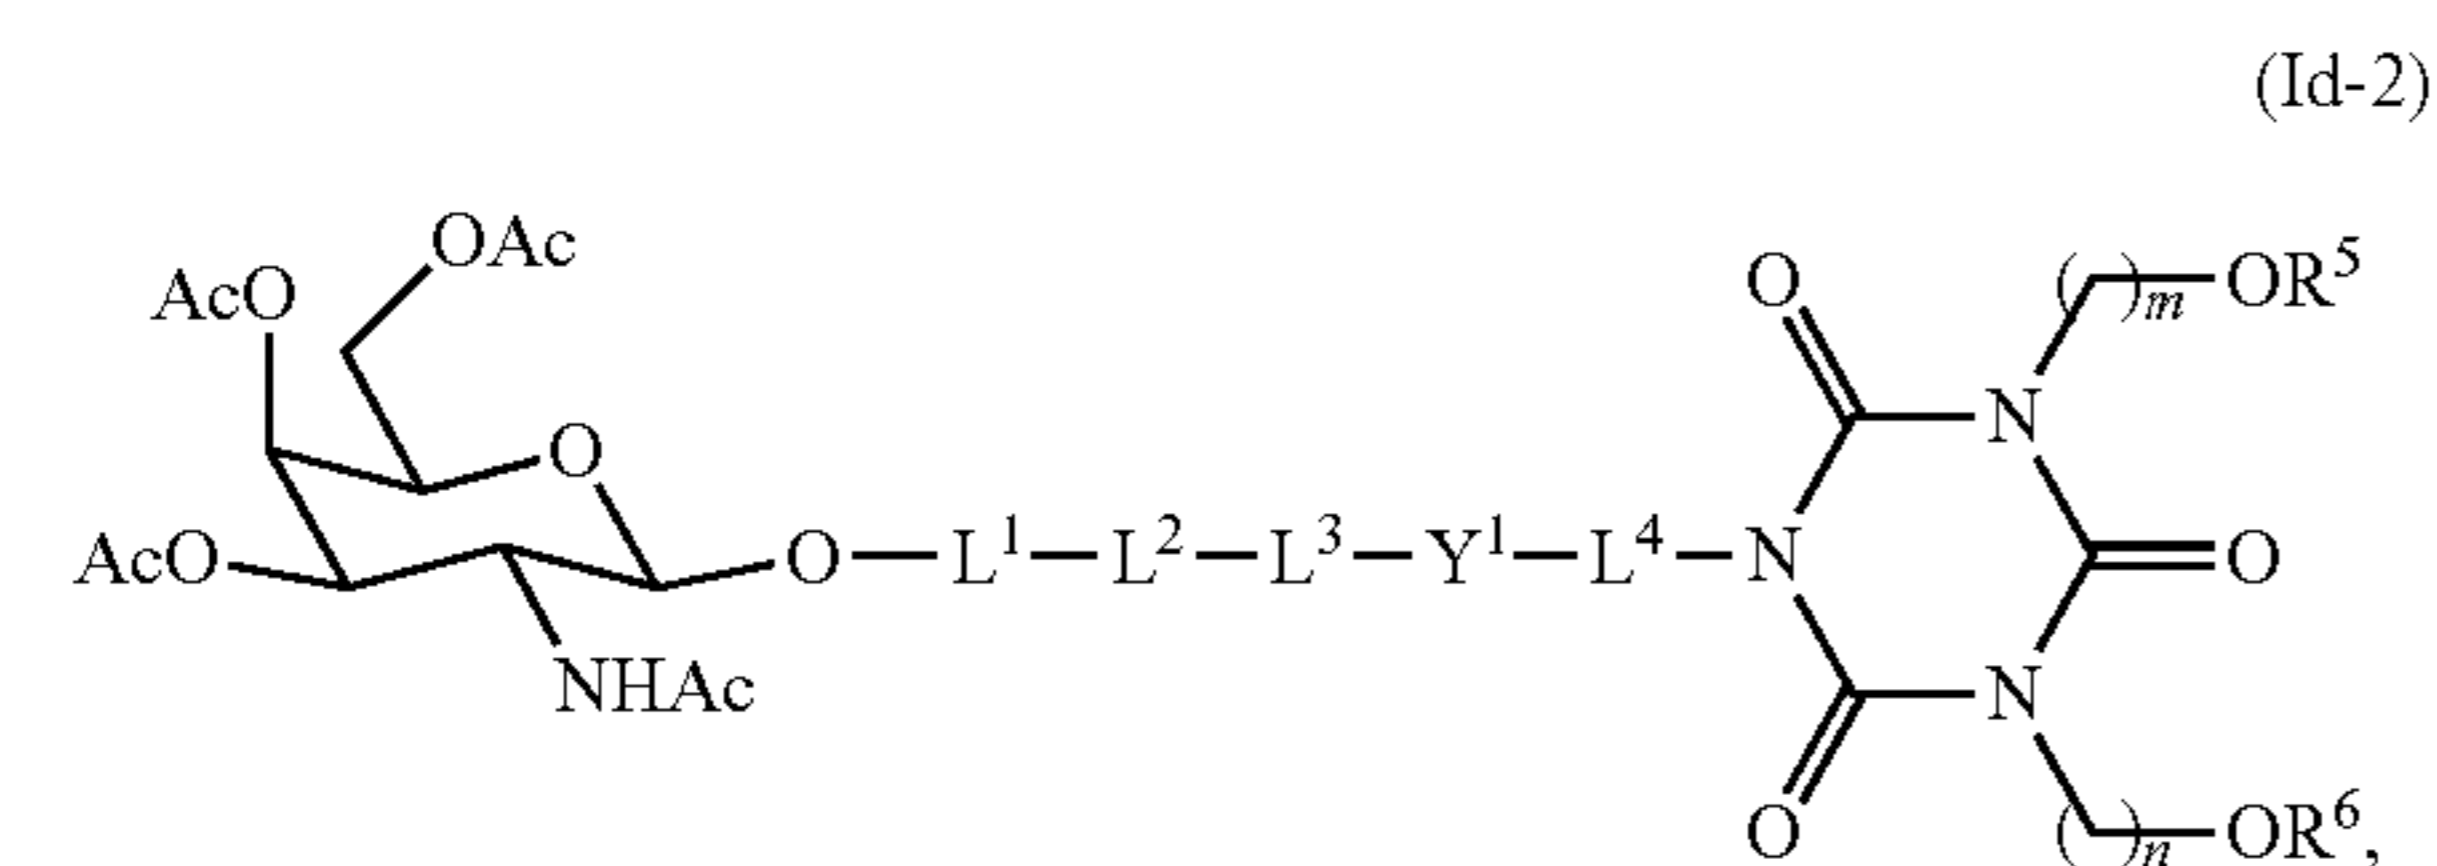 (Id-2)
OAc
AcO
O
( )m OR⁵
O
N
AcO
O—L¹—L²—L³—Y¹—L⁴—N
O
NHAc
N
O
( )n OR⁶,